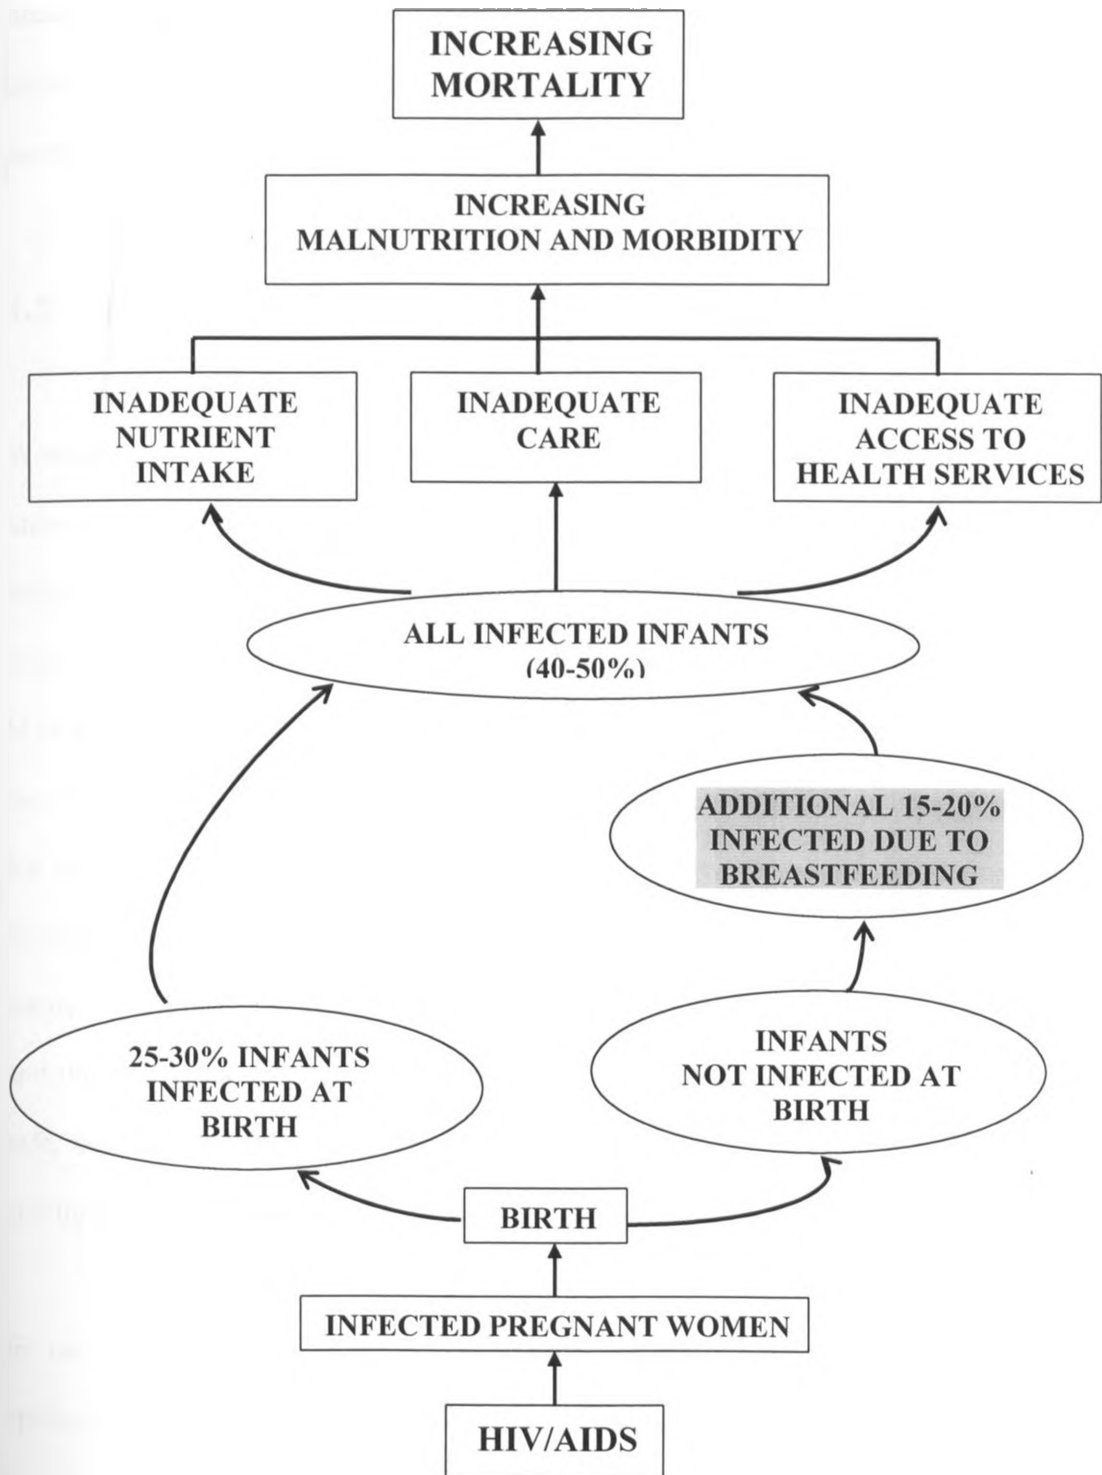 INCREASING
MORTALITY
INCREASING
MALNUTRITION AND MORBIDITY
INADEQUATE
NUTRIENT
INTAKE
INADEQUATE
CARE
INADEQUATE
ACCESS TO
HEALTH SERVICES
ALL INFECTED INFANTS
(40-50%)
ADDITIONAL 15-20%
INFECTED DUE TO
BREASTFEEDING
25-30% INFANTS
INFECTED AT
BIRTH
INFANTS
NOT INFECTED AT
BIRTH
BIRTH
INFECTED PREGNANT WOMEN
HIV/AIDS